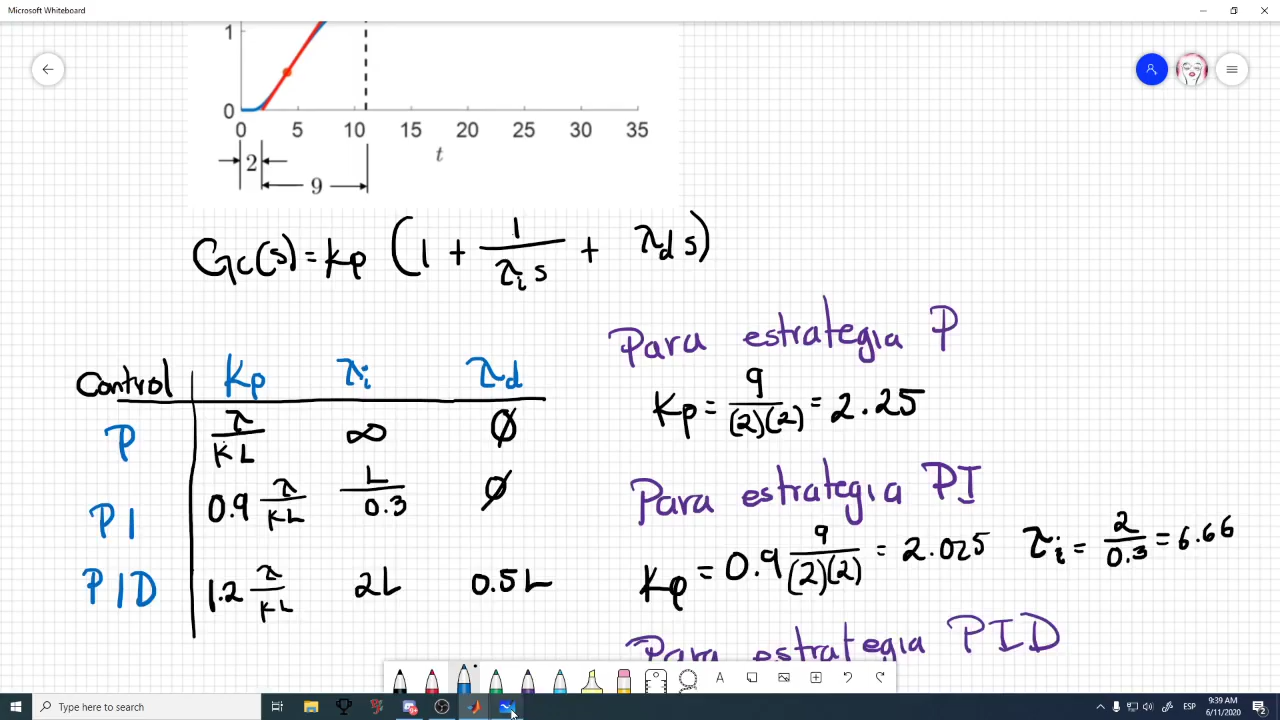 Microsoft Whiteboard
1
0
0 5 10 15 20 25 30 35
t
2
9
Gc(s) = kp (1 + 1/(τi s) + τd s)
Para estrategia P
Kp = 9/((2)(2)) = 2.25
Control Kp τi τd
P τ/(KL) ∞ Ø
PI 0.9 τ/(KL) L/0.3 Ø
PID 1.2 τ/(KL) 2L 0.5L
Para estrategia PI
Kp = 0.9 9/((2)(2)) = 2.025 τi = 2/0.3 = 6.66
Para estrategia PID
Type here to search
ESP
9:39 AM
6/11/2020
2